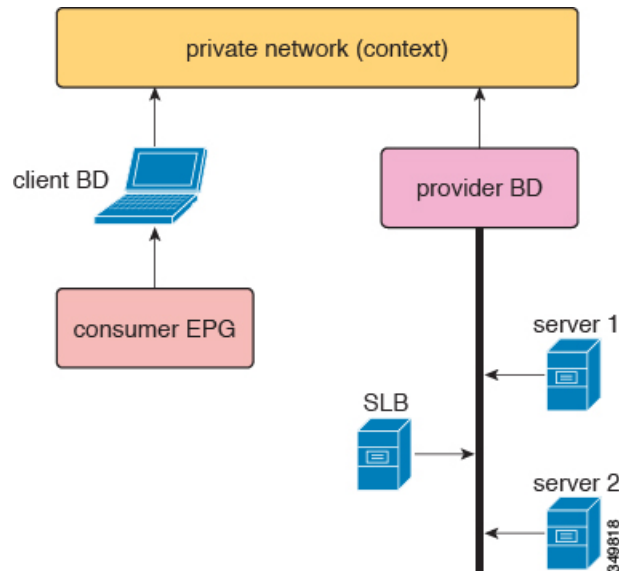 private network (context)
client BD
provider BD
consumer EPG
server 1
SLB
server 2
349818